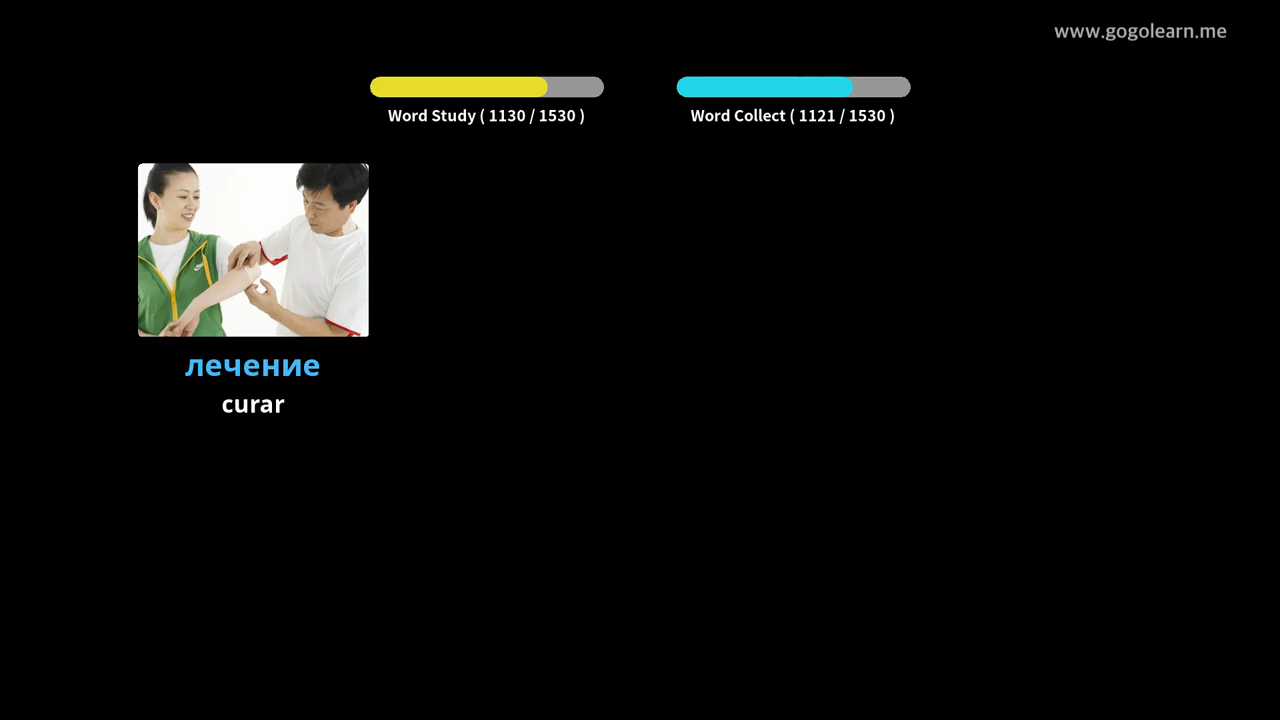 www.gogolearn.me
Word Study ( 1130 / 1530 )
Word Collect ( 1121 / 1530 )
лечение
curar